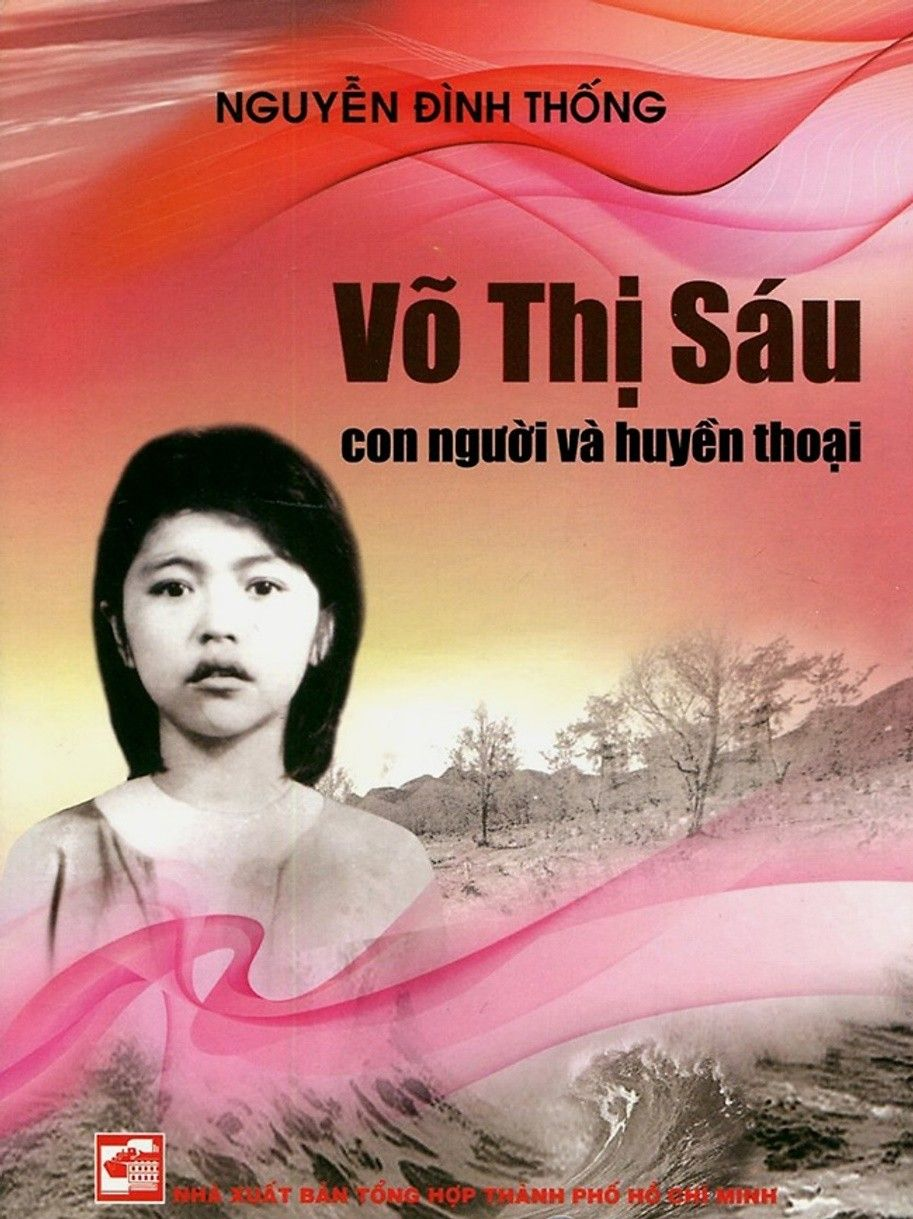 NGUYỄN ĐÌNH THỐNG
Võ Thị Sáu
con người và huyền thoại
NHÀ XUẤT BẢN TỔNG HỢP THÀNH PHỐ HỒ CHÍ MINH